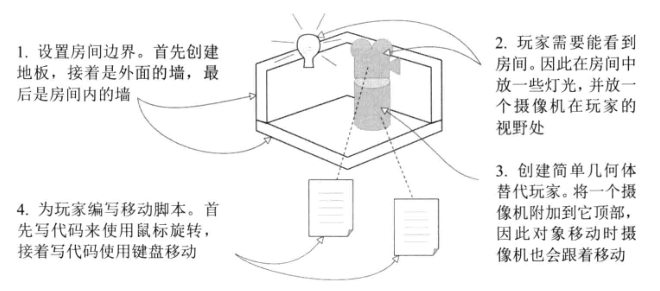 1. 设置房间边界。首先创建
地板，接着是外面的墙，最
后是房间内的墙
2. 玩家需要能看到
房间。因此在房间中
放一些灯光，并放一
个摄像机在玩家的
视野处
3. 创建简单几何体
替代玩家。将一个摄
像机附加到它顶部，
因此对象移动时摄
像机也会跟着移动
4. 为玩家编写移动脚本。首
先写代码来使用鼠标旋转，
接着写代码使用键盘移动